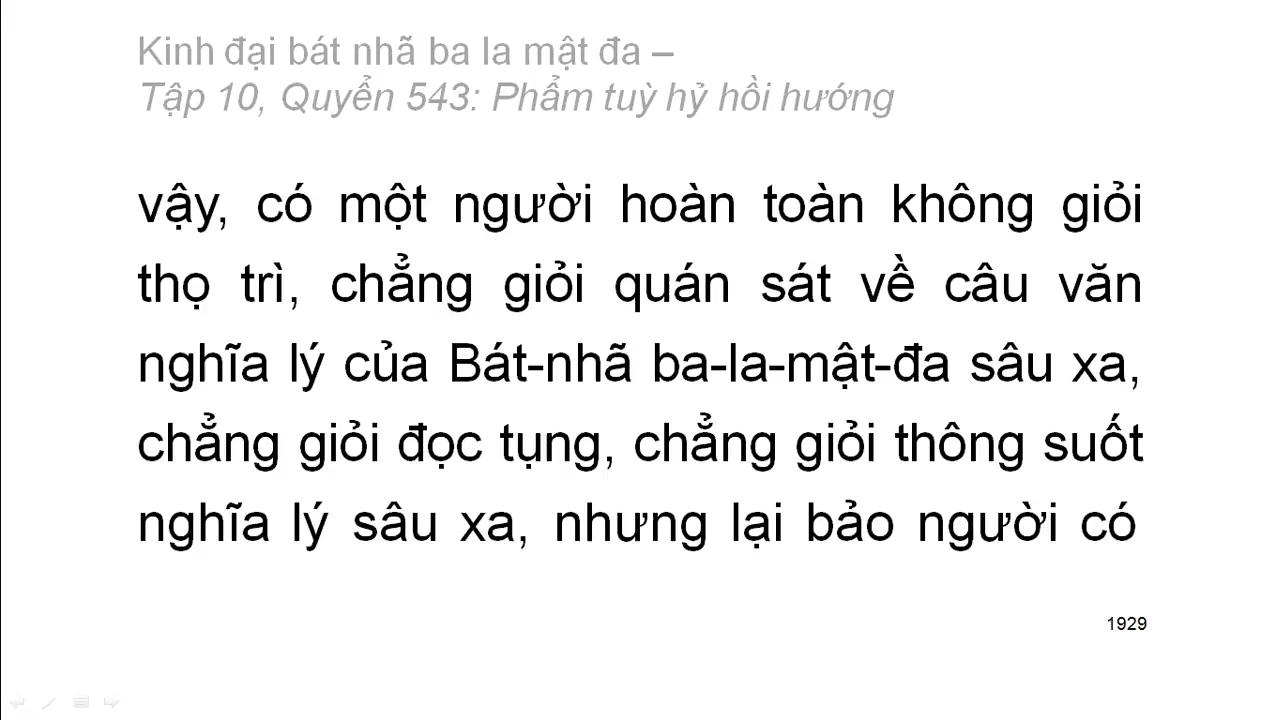 Kinh đại bát nhã ba la mật đa –
Tập 10, Quyển 543: Phẩm tuỳ hỷ hồi hướng
vậy, có một người hoàn toàn không giỏi
thọ trì, chẳng giỏi quán sát về câu văn
nghĩa lý của Bát-nhã ba-la-mật-đa sâu xa,
chẳng giỏi đọc tụng, chẳng giỏi thông suốt
nghĩa lý sâu xa, nhưng lại bảo người có
1929